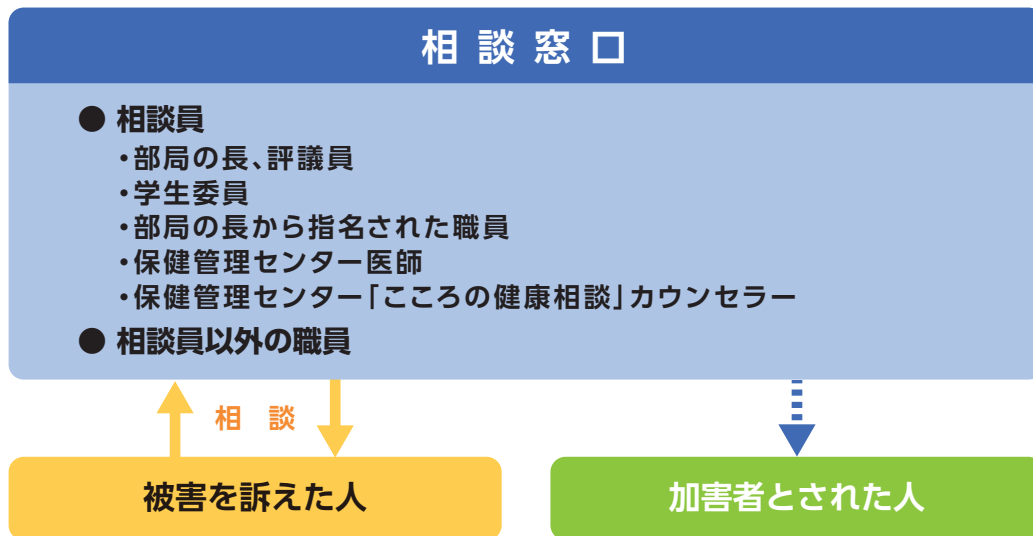 相談窓口
● 相談員
・部局の長、評議員
・学生委員
・部局の長から指名された職員
・保健管理センター医師
・保健管理センター「こころの健康相談」カウンセラー
● 相談員以外の職員
相 談
被害を訴えた人
加害者とされた人